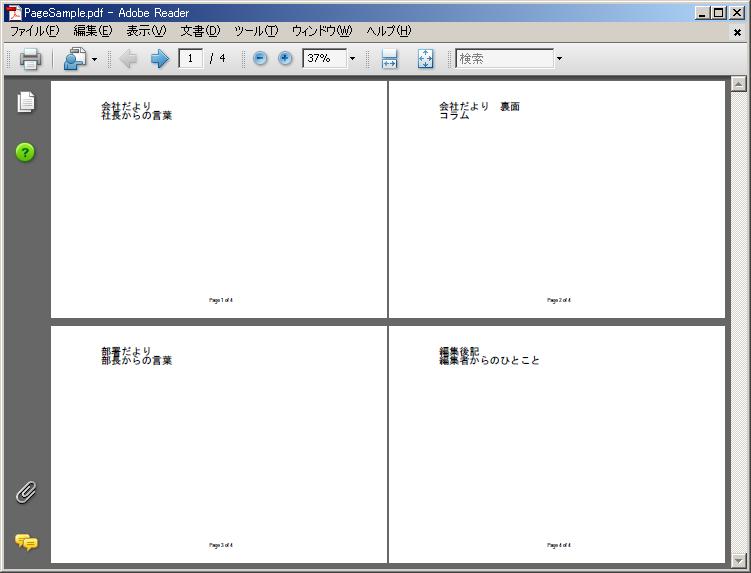 PageSample.pdf - Adobe Reader
ファイル(F) 編集(E) 表示(V) 文書(D) ツール(T) ウィンドウ(W) ヘルプ(H)
1 / 4 37% 検索
会社だより
社長からの言葉
Page 1 of 4
会社だより 裏面
コラム
Page 2 of 4
部署だより
部長からの言葉
Page 3 of 4
編集後記
編集者からのひとこと
Page 4 of 4